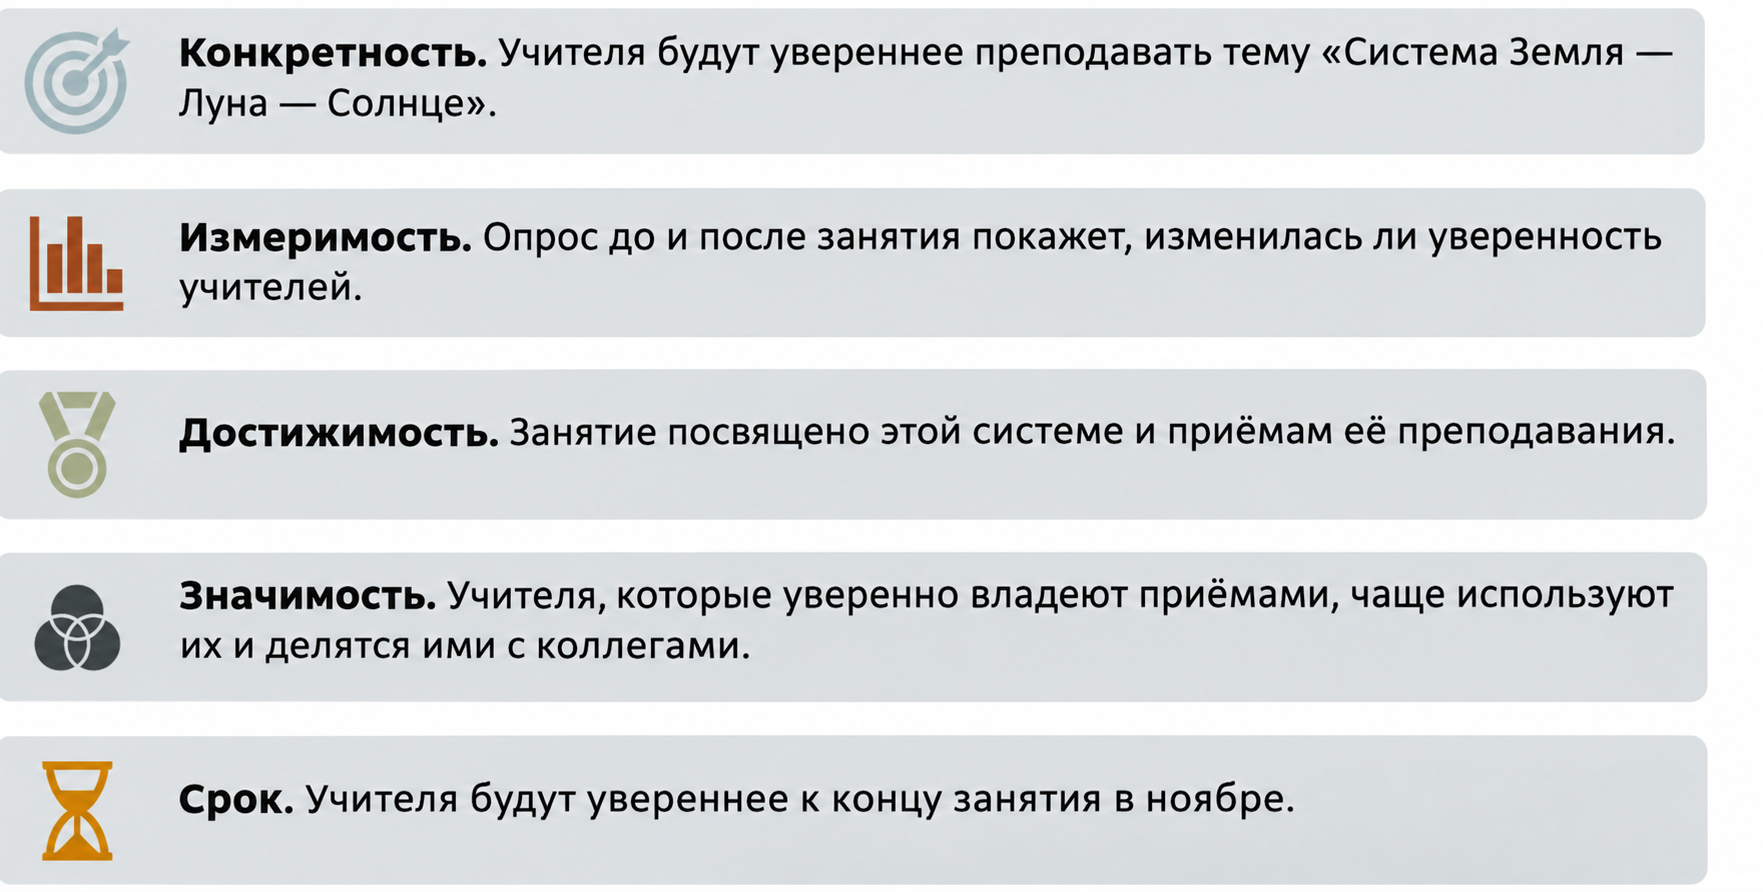 Конкретность. Учителя будут увереннее преподавать тему «Система Земля —
Луна — Солнце».
Измеримость. Опрос до и после занятия покажет, изменилась ли уверенность
учителей.
Достижимость. Занятие посвящено этой системе и приёмам её преподавания.
Значимость. Учителя, которые уверенно владеют приёмами, чаще используют
их и делятся ими с коллегами.
Срок. Учителя будут увереннее к концу занятия в ноябре.